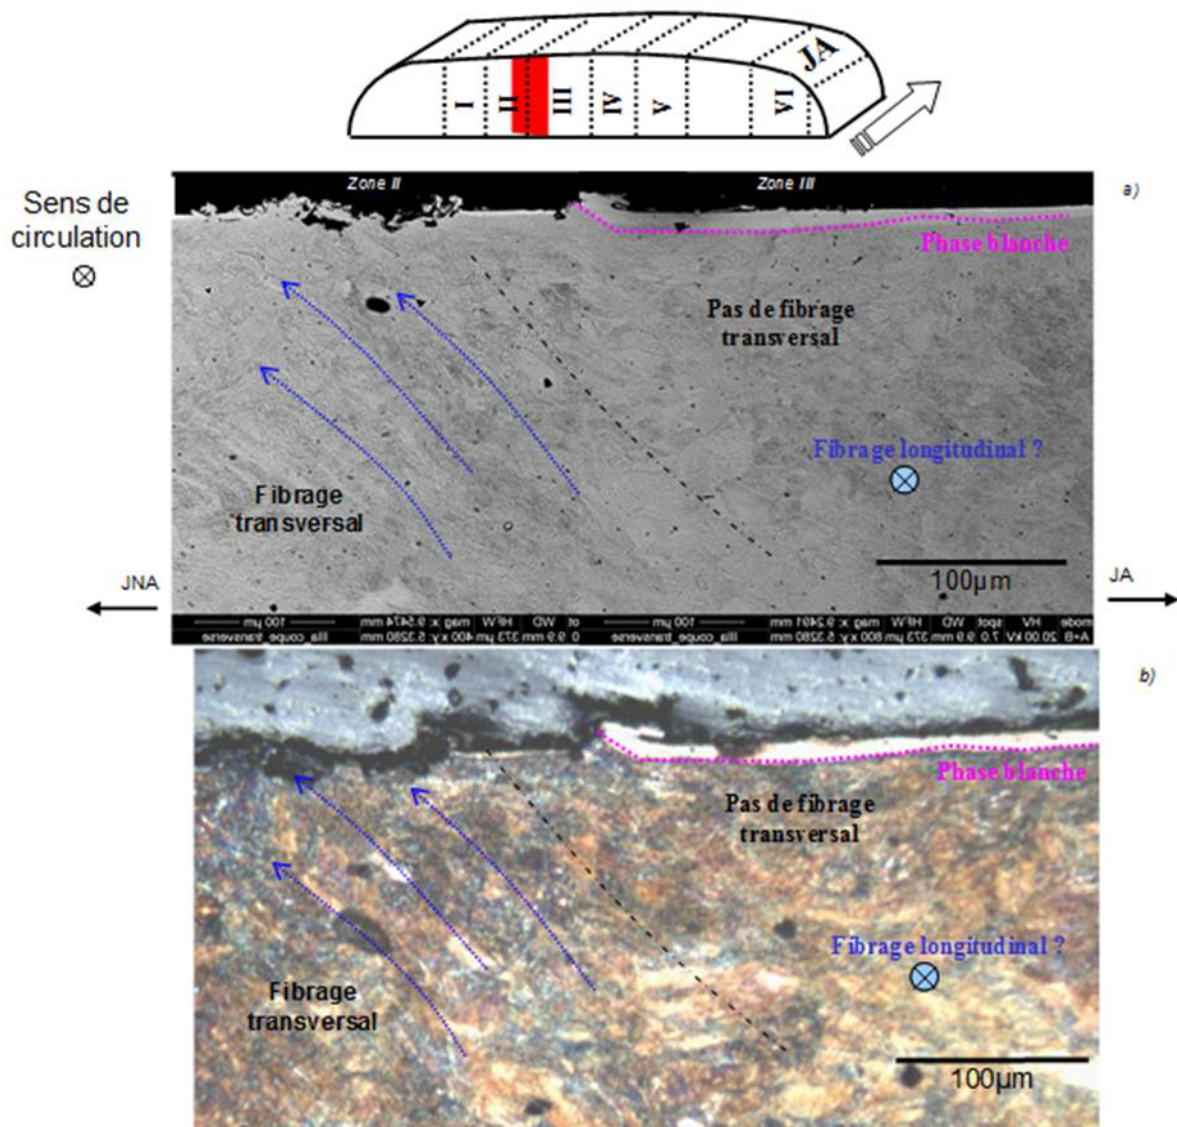 I II III IV V VI JA
Zone II Zone III a)
Sens de
circulation
⊗
Phase blanche
Pas de fibrage
transversal
Fibrage longitudinal ?
Fibrage
transversal
100µm
JNA
JA
b)
Phase blanche
Pas de fibrage
transversal
Fibrage longitudinal ?
Fibrage
transversal
100µm